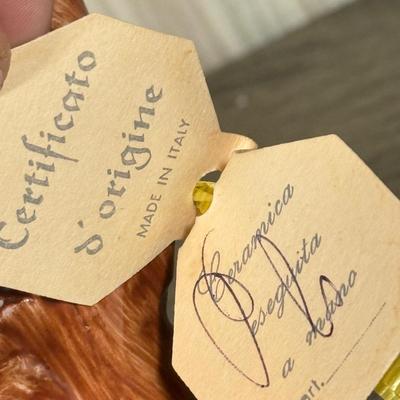 Certificato
d'origine
MADE IN ITALY
Ceramica
eseguita
a mano
art.